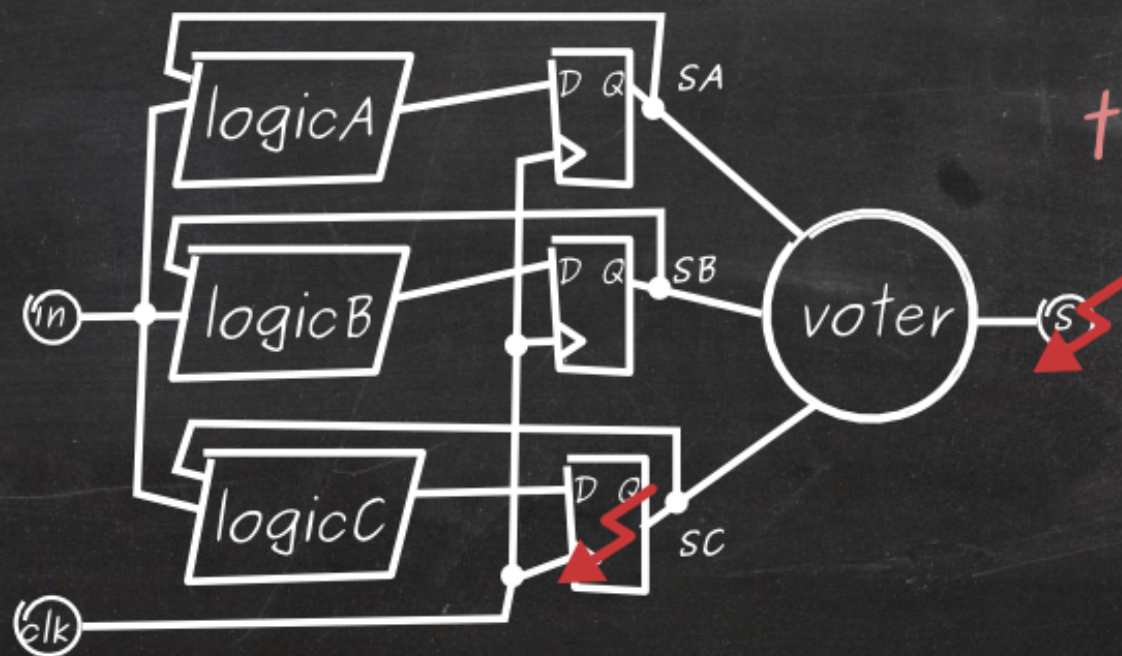 logicA
D Q
SA
t
logicB
D Q
SB
in
voter
s
logicC
D Q
SC
clk